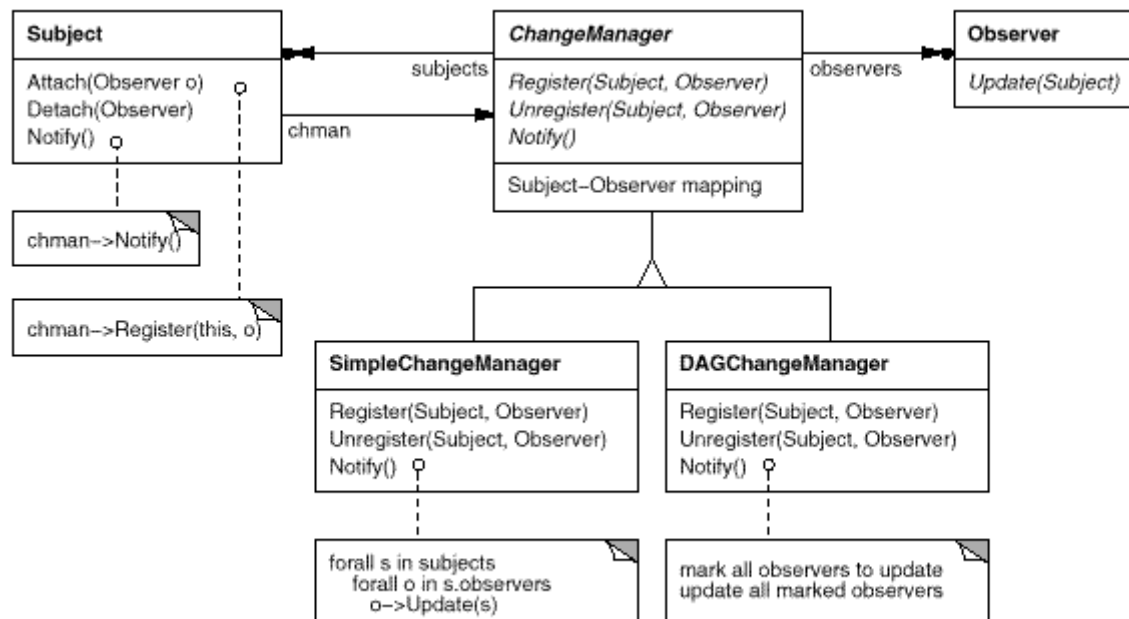 Subject
Attach(Observer o)
Detach(Observer)
Notify()
chman->Notify()
chman->Register(this, o)
subjects
chman
ChangeManager
Register(Subject, Observer)
Unregister(Subject, Observer)
Notify()
Subject-Observer mapping
observers
Observer
Update(Subject)
SimpleChangeManager
Register(Subject, Observer)
Unregister(Subject, Observer)
Notify()
forall s in subjects
forall o in s.observers
o->Update(s)
DAGChangeManager
Register(Subject, Observer)
Unregister(Subject, Observer)
Notify()
mark all observers to update
update all marked observers